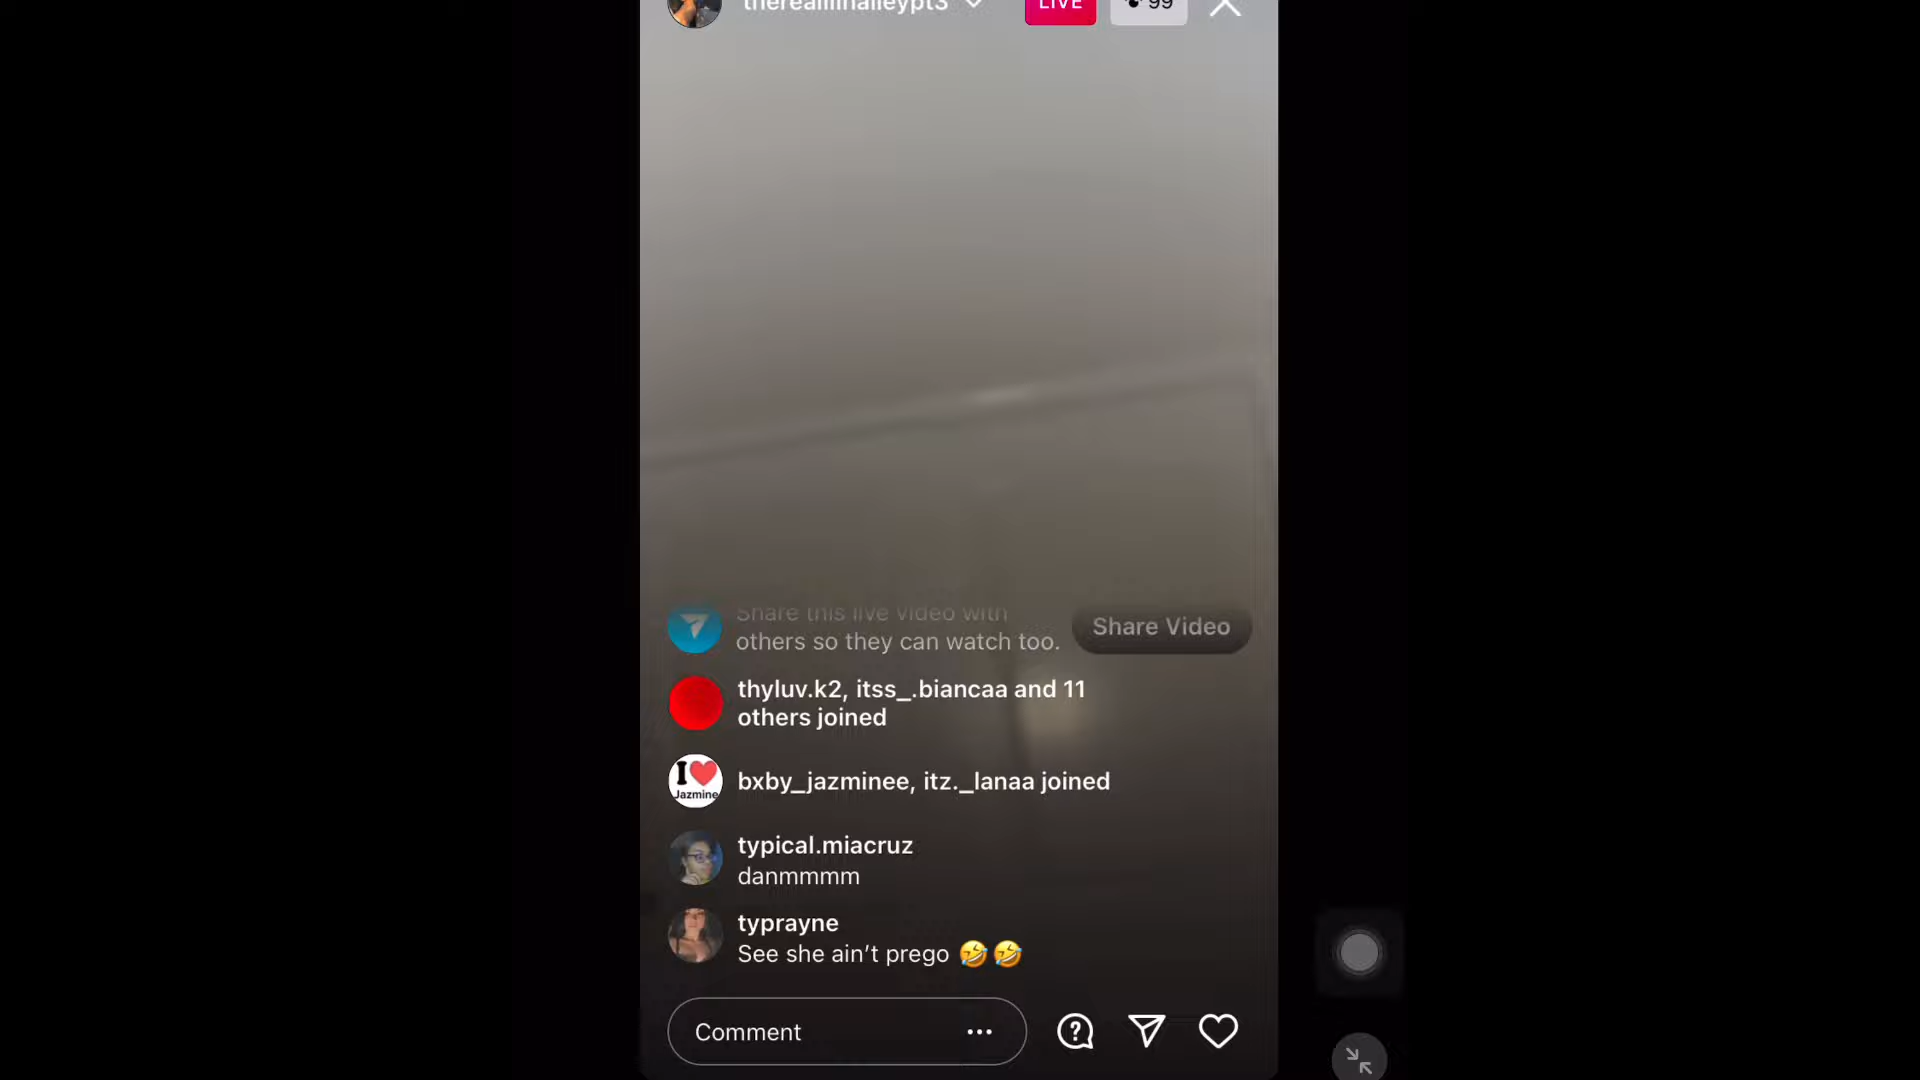 LIVE
99
Share this live video with
others so they can watch too.
Share Video
thyluv.k2, itss_.biancaa and 11
others joined
I❤️
Jazmine
bxby_jazminee, itz._lanaa joined
typical.miacruz
danmmmm
typrayne
See she ain’t prego 🤣🤣
Comment